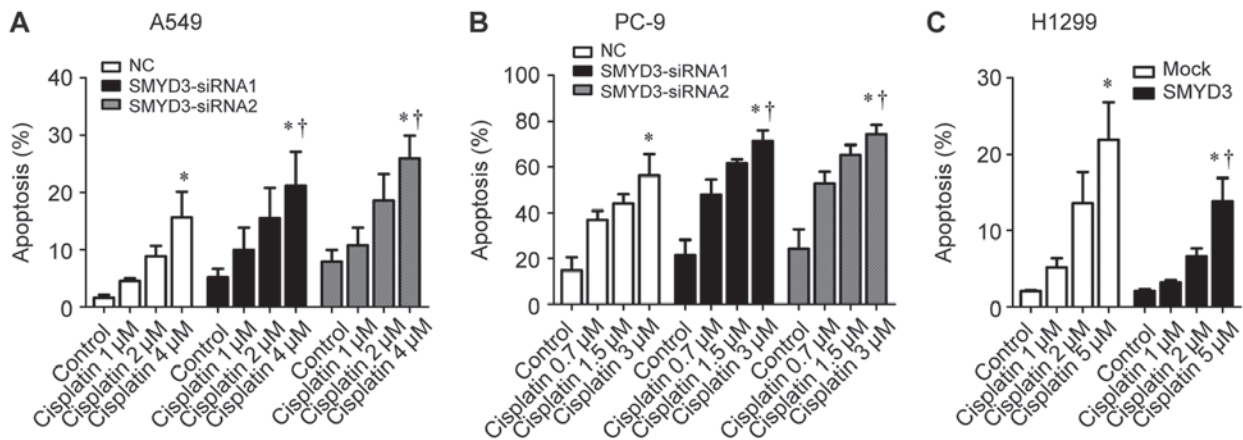 A
A549
NC
SMYD3-siRNA1
SMYD3-siRNA2
Apoptosis (%)
40
30
20
10
0
*
* †
* †
Control
Cisplatin 1 µM
Cisplatin 2 µM
Cisplatin 4 µM
Control
Cisplatin 1 µM
Cisplatin 2 µM
Cisplatin 4 µM
Control
Cisplatin 1 µM
Cisplatin 2 µM
Cisplatin 4 µM
B
PC-9
NC
SMYD3-siRNA1
SMYD3-siRNA2
Apoptosis (%)
100
80
60
40
20
0
*
* †
* †
Control
Cisplatin 0.7 µM
Cisplatin 1.5 µM
Cisplatin 3 µM
Control
Cisplatin 0.7 µM
Cisplatin 1.5 µM
Cisplatin 3 µM
Control
Cisplatin 0.7 µM
Cisplatin 1.5 µM
Cisplatin 3 µM
C
H1299
Mock
SMYD3
Apoptosis (%)
30
20
10
0
*
* †
Control
Cisplatin 1 µM
Cisplatin 2 µM
Cisplatin 5 µM
Control
Cisplatin 1 µM
Cisplatin 2 µM
Cisplatin 5 µM